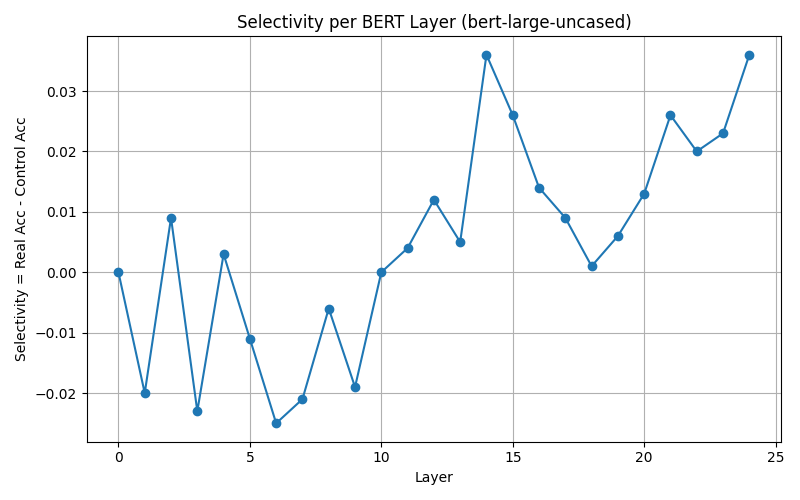 Selectivity per BERT Layer (bert-large-uncased)
Selectivity = Real Acc - Control Acc
0.03
0.02
0.01
0.00
−0.01
−0.02
0 5 10 15 20 25
Layer